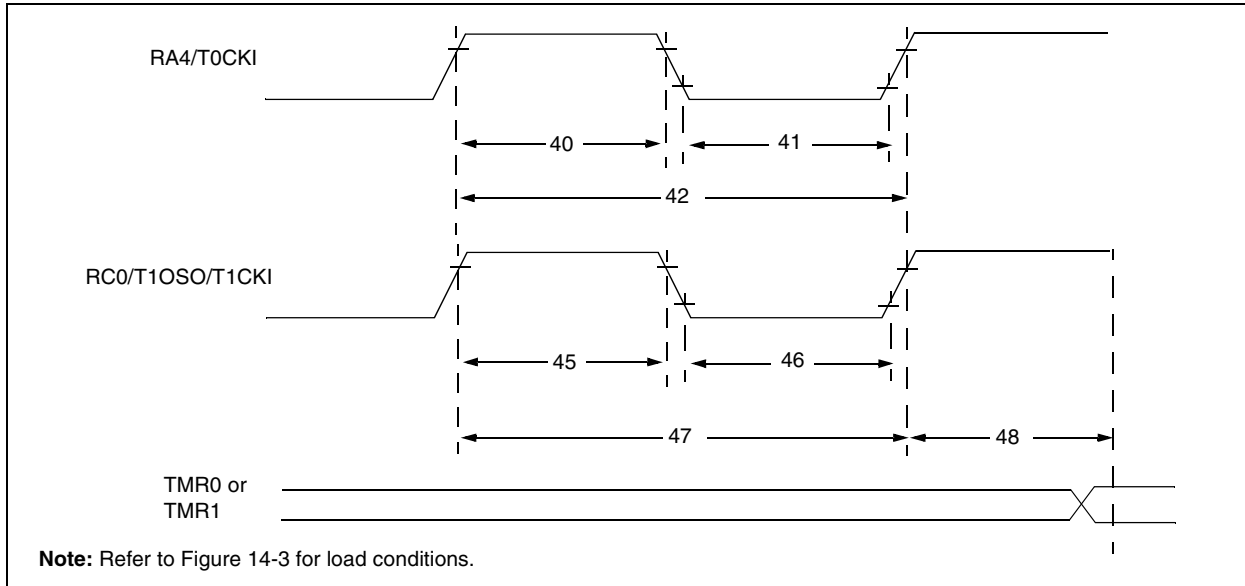 RA4/T0CKI
40
41
42
RC0/T1OSO/T1CKI
45
46
47
48
TMR0 or
TMR1
Note: Refer to Figure 14-3 for load conditions.